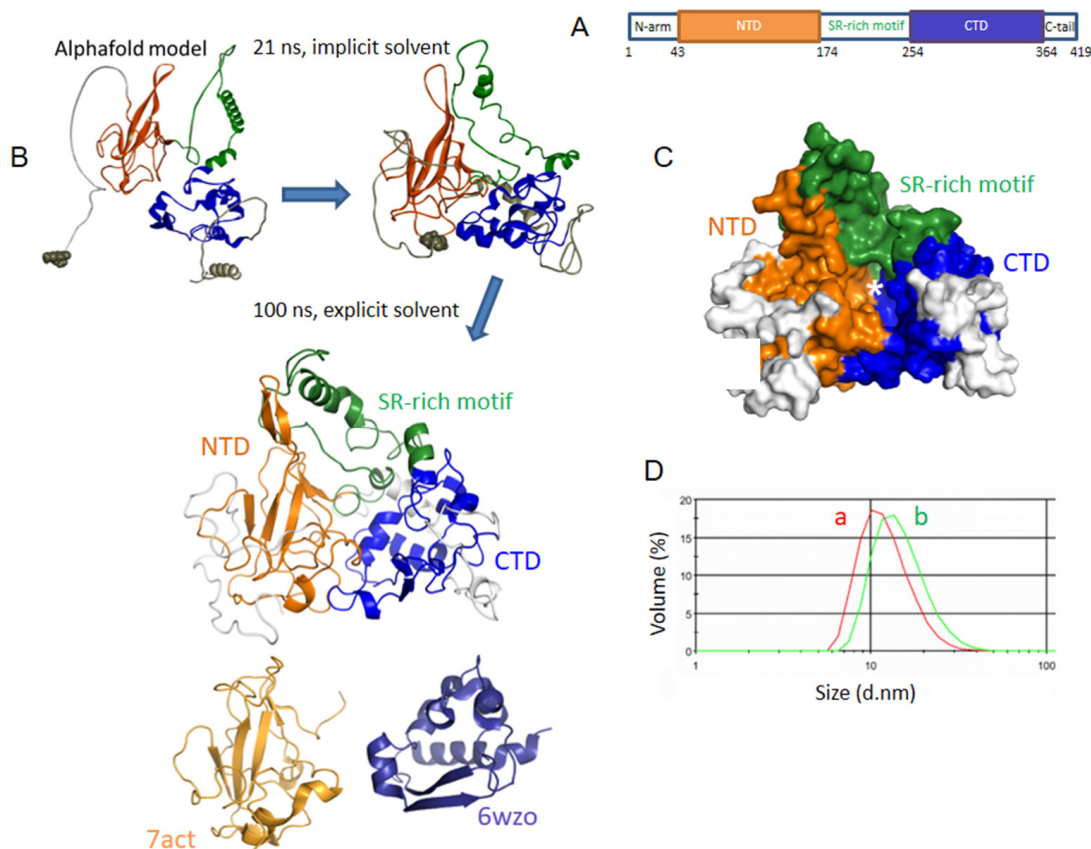 A
N-arm NTD SR-rich motif CTD C-tail
1 43 174 254 364 419
B
Alphafold model
21 ns, implicit solvent
100 ns, explicit solvent
SR-rich motif
NTD
CTD
7act
6wzo
C
SR-rich motif
NTD
CTD
*
D
a b
20
15
10
5
0
Volume (%)
1 10 100
Size (d.nm)